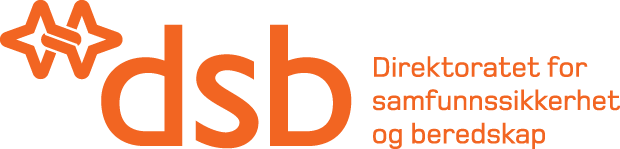 dsb
Direktoratet for
samfunnssikkerhet
og beredskap